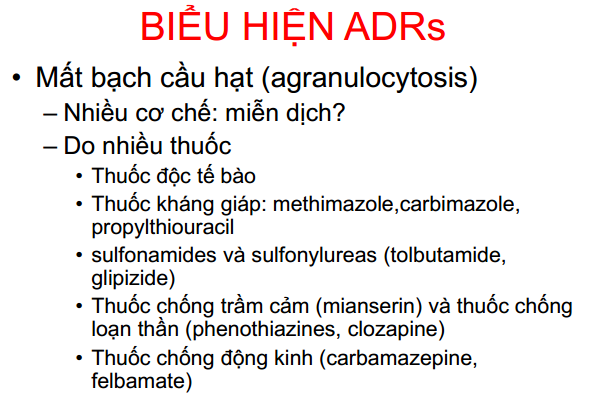 BIỂU HIỆN ADRs
• Mất bạch cầu hạt (agranulocytosis)
– Nhiều cơ chế: miễn dịch?
– Do nhiều thuốc
• Thuốc độc tế bào
• Thuốc kháng giáp: methimazole,carbimazole,
propylthiouracil
• sulfonamides và sulfonylureas (tolbutamide,
glipizide)
• Thuốc chống trầm cảm (mianserin) và thuốc chống
loạn thần (phenothiazines, clozapine)
• Thuốc chống động kinh (carbamazepine,
felbamate)